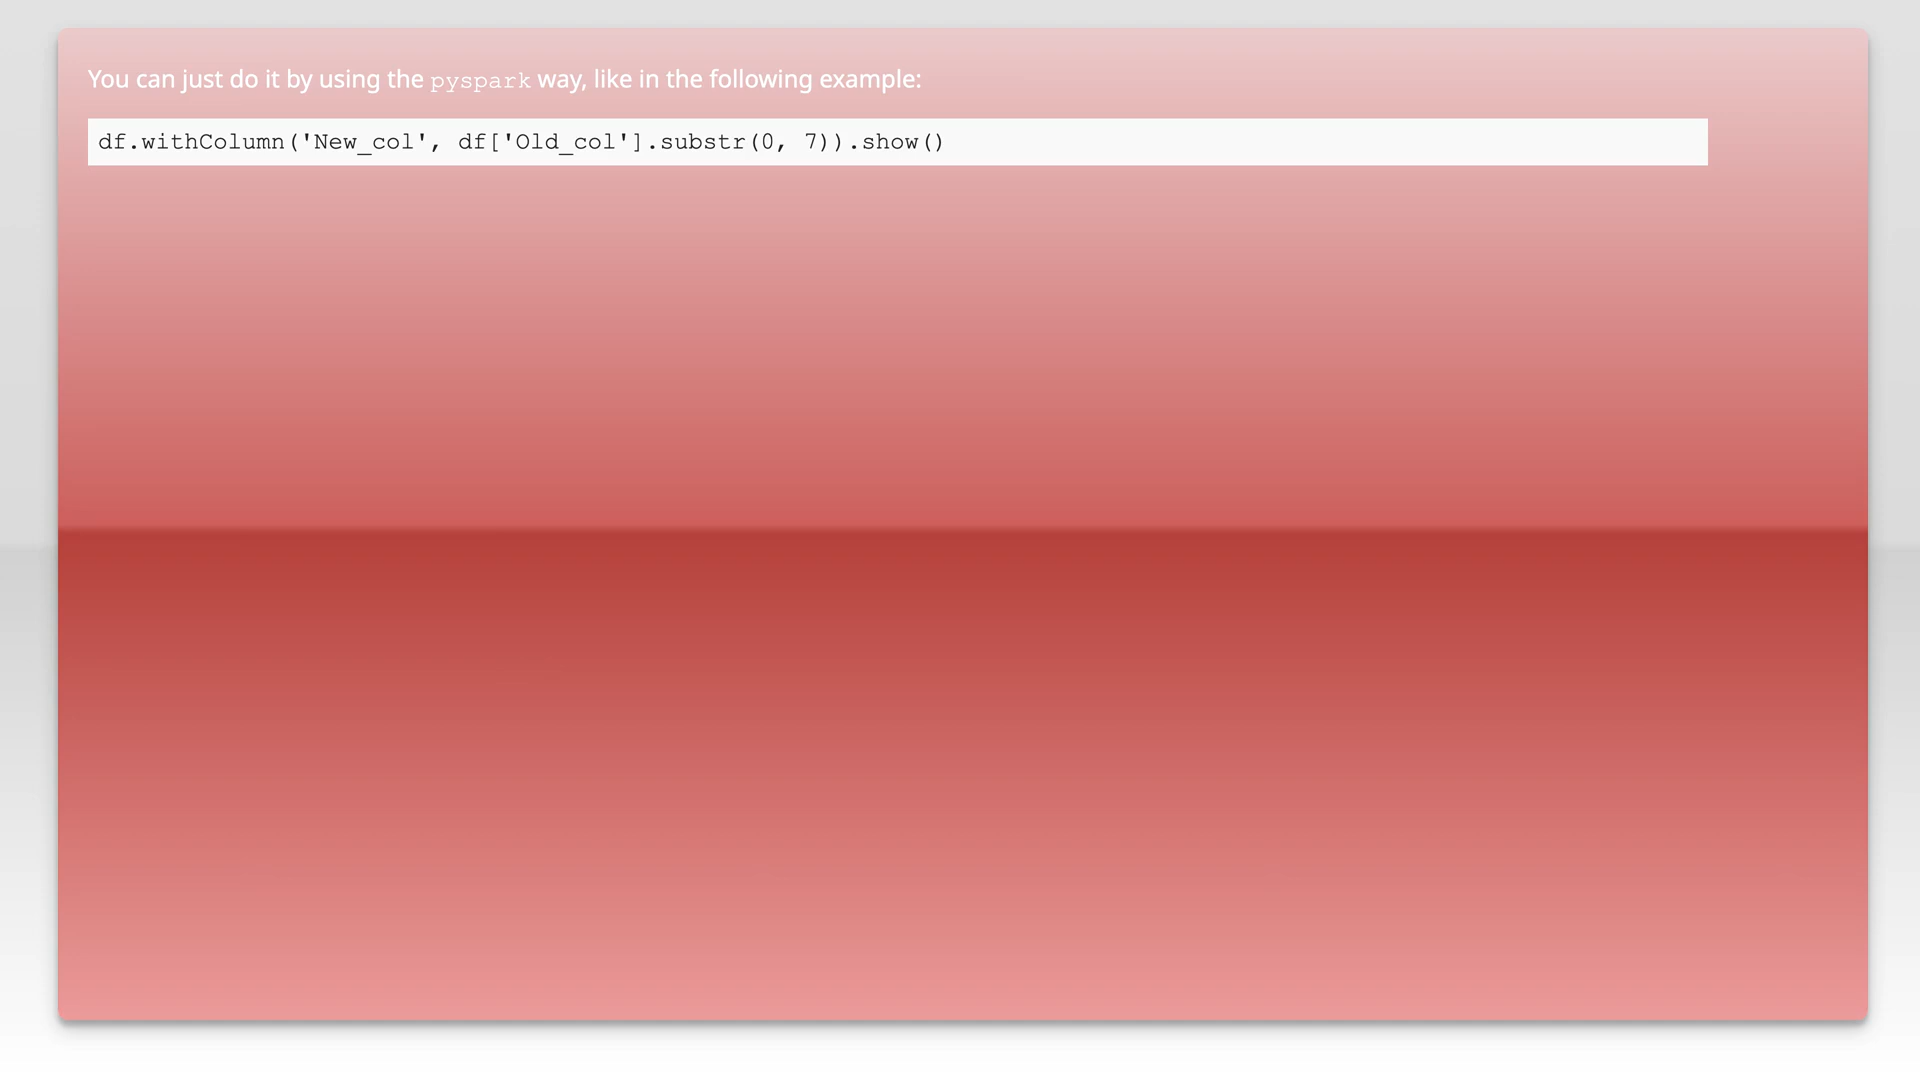 You can just do it by using the pyspark way, like in the following example:
df.withColumn('New_col', df['Old_col'].substr(0, 7)).show()